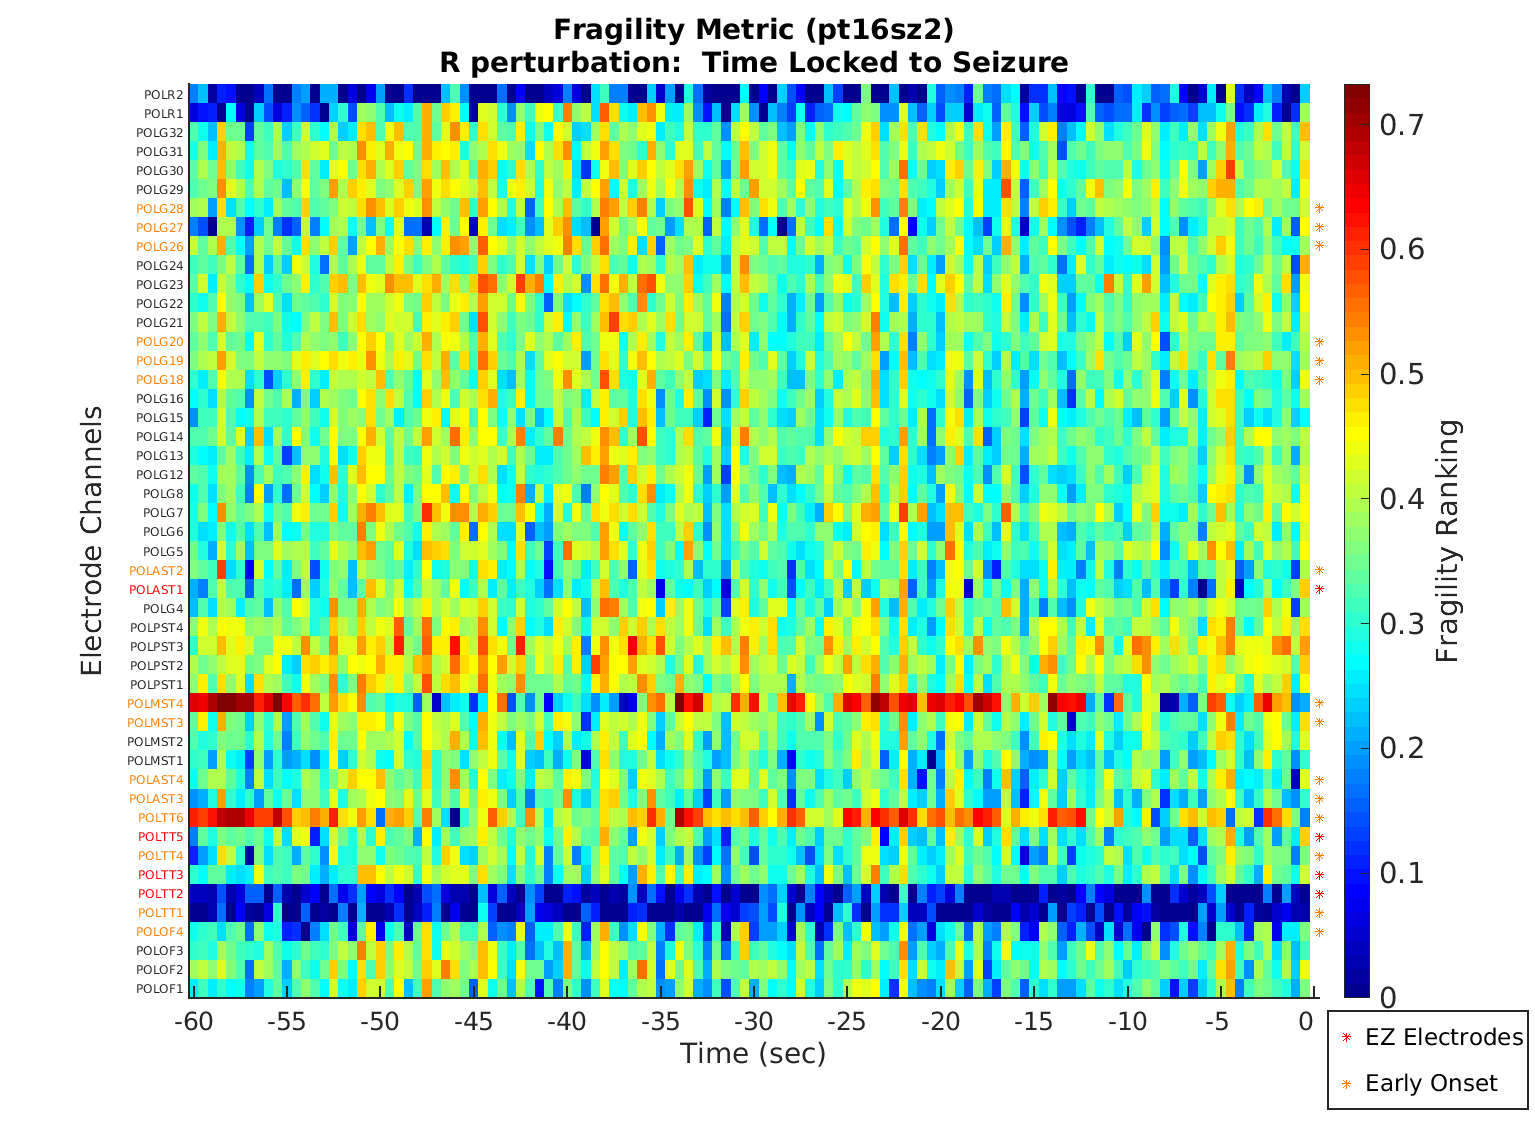 Fragility Metric (pt16sz2)
R perturbation:  Time Locked to Seizure
Electrode Channels
POLR2
POLR1
POLG32
POLG31
POLG30
POLG29
POLG28
POLG27
POLG26
POLG24
POLG23
POLG22
POLG21
POLG20
POLG19
POLG18
POLG16
POLG15
POLG14
POLG13
POLG12
POLG8
POLG7
POLG6
POLG5
POLAST2
POLAST1
POLG4
POLPST4
POLPST3
POLPST2
POLPST1
POLMST4
POLMST3
POLMST2
POLMST1
POLAST4
POLAST3
POLTT6
POLTT5
POLTT4
POLTT3
POLTT2
POLTT1
POLOF4
POLOF3
POLOF2
POLOF1
-60 -55 -50 -45 -40 -35 -30 -25 -20 -15 -10 -5 0
Time (sec)
0.7
0.6
0.5
0.4
0.3
0.2
0.1
0
Fragility Ranking
EZ Electrodes
Early Onset